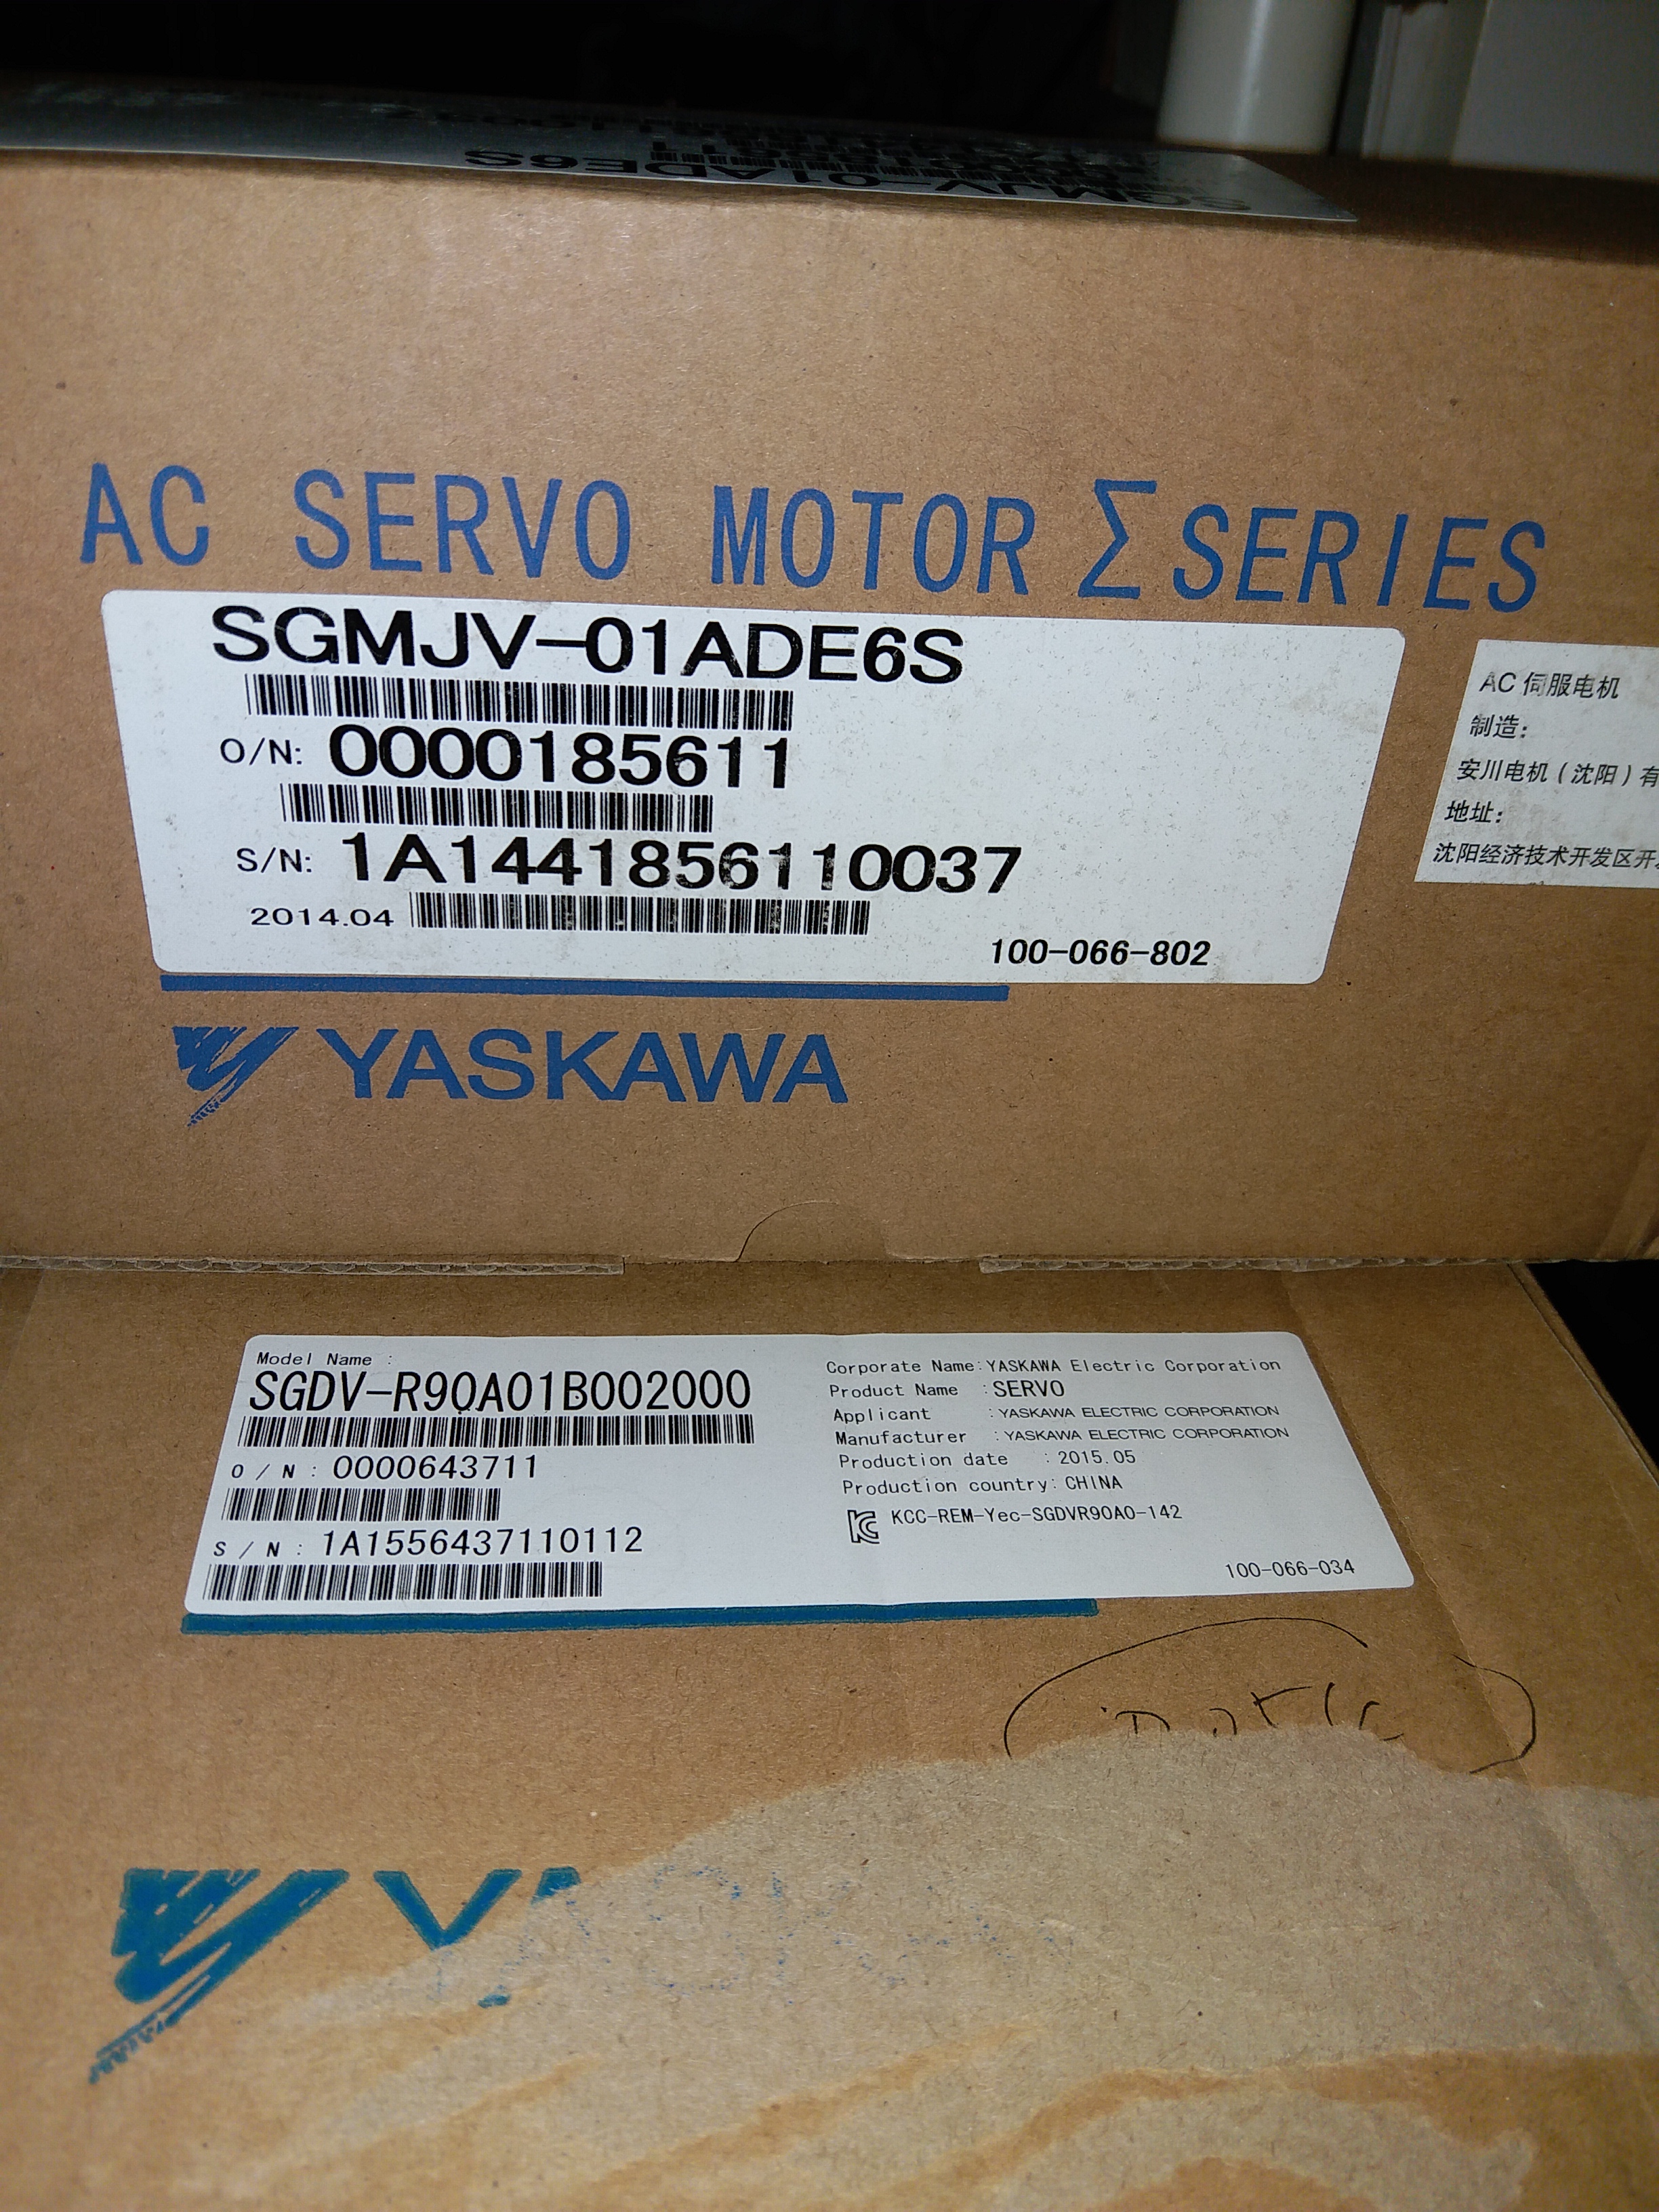 SGMJV-01ADE6S
AC SERVO MOTOR Σ SERIES
SGMJV-01ADE6S
O/N: 0000185611
S/N: 1A1441856110037
2014.04
100-066-802
AC 伺服电机
制造:
安川电机(沈阳)有
地址:
沈阳经济技术开发区开
YASKAWA
Model Name :
SGDV-R90A01B002000
O / N : 0000643711
S / N : 1A1556437110112
Corporate Name:YASKAWA Electric Corporation
Product Name :SERVO
Applicant :YASKAWA ELECTRIC CORPORATION
Manufacturer :YASKAWA ELECTRIC CORPORATION
Production date :2015.05
Production country:CHINA
KCC-REM-Yec-SGDVR90A0-142
100-066-034
YASKAWA